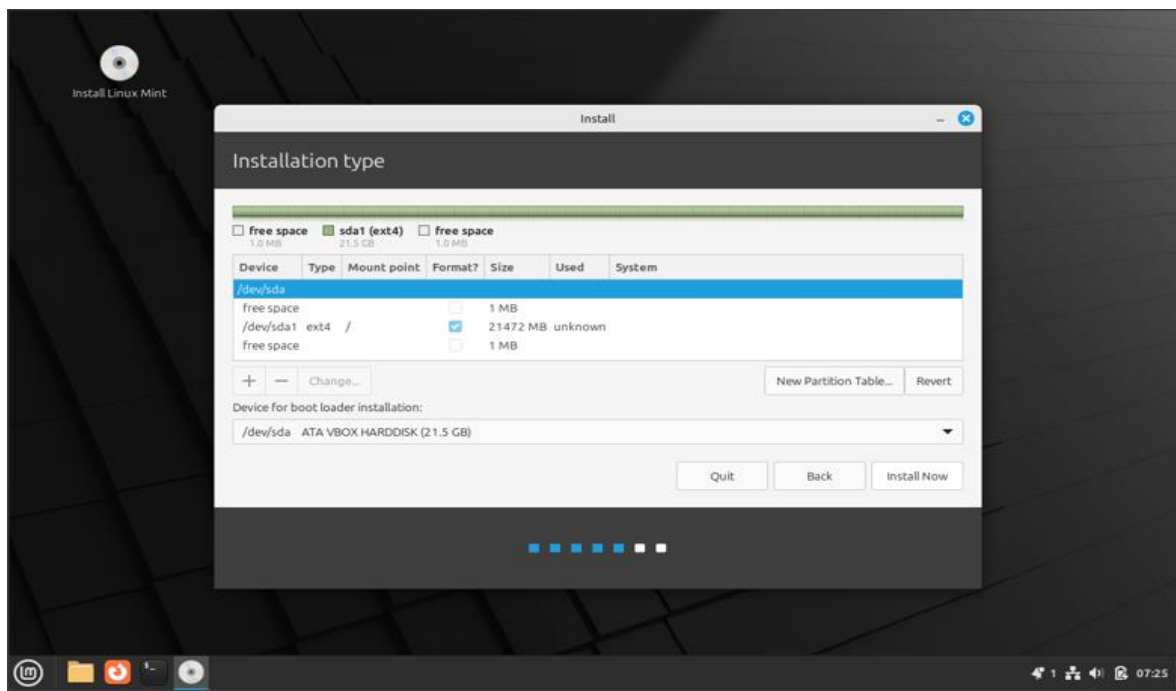 Install Linux Mint
Install
Installation type
free space sda1 (ext4) free space
1.0 MB 21.5 GB 1.0 MB
Device Type Mount point Format? Size Used System
/dev/sda
free space 1 MB
/dev/sda1 ext4 / 21472 MB unknown
free space 1 MB
+ − Change... New Partition Table... Revert
Device for boot loader installation:
/dev/sda ATA VBOX HARDDISK (21.5 GB)
Quit Back Install Now
1 07:25